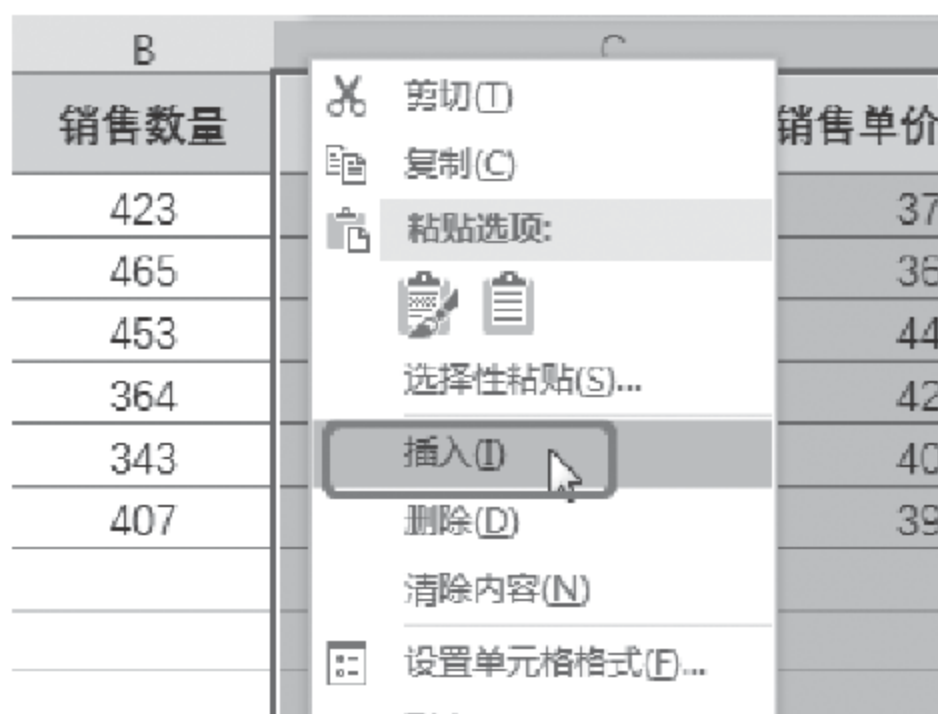 B
销售数量 销售单价
423 37
465 36
453 44
364 42
343 40
407 39
剪切(T)
复制(C)
粘贴选项:
选择性粘贴(S)...
插入(I)
删除(D)
清除内容(N)
设置单元格格式(F)...